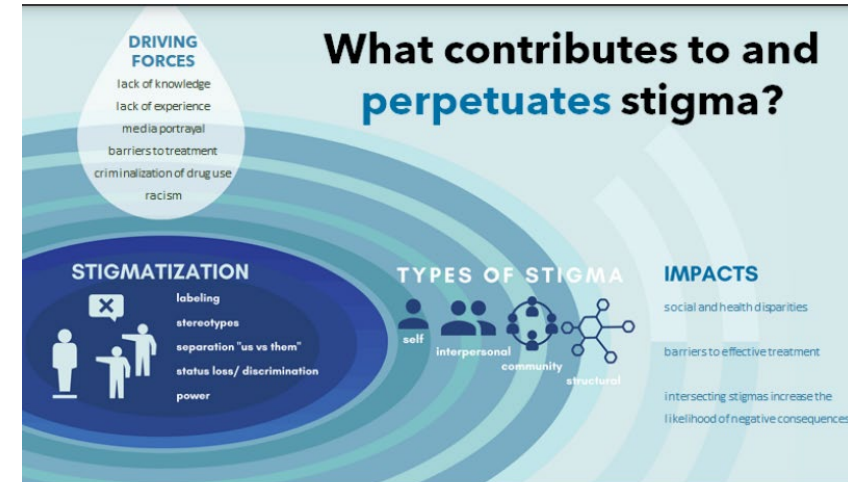 What contributes to and
perpetuates stigma?
DRIVING
FORCES
lack of knowledge
lack of experience
media portrayal
barriers to treatment
criminalization of drug use
racism
STIGMATIZATION
labeling
stereotypes
separation "us vs them"
status loss/ discrimination
power
TYPES OF STIGMA
self
interpersonal
community
structural
IMPACTS
social and health disparities
barriers to effective treatment
intersecting stigmas increase the
likelihood of negative consequences